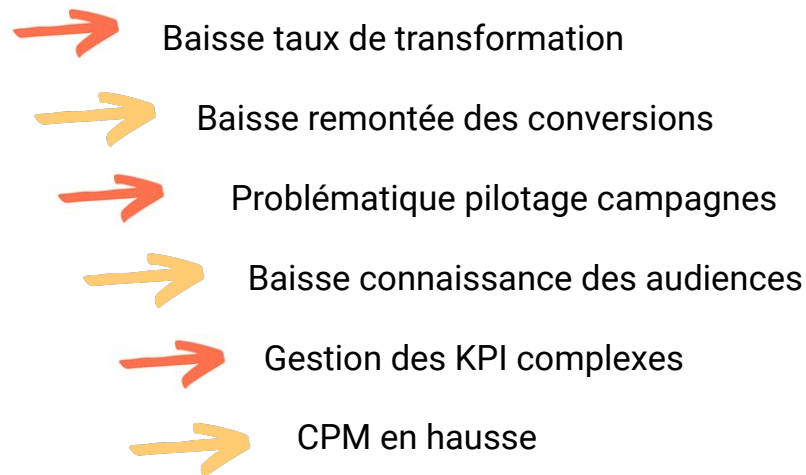 Baisse taux de transformation
Baisse remontée des conversions
Problématique pilotage campagnes
Baisse connaissance des audiences
Gestion des KPI complexes
CPM en hausse